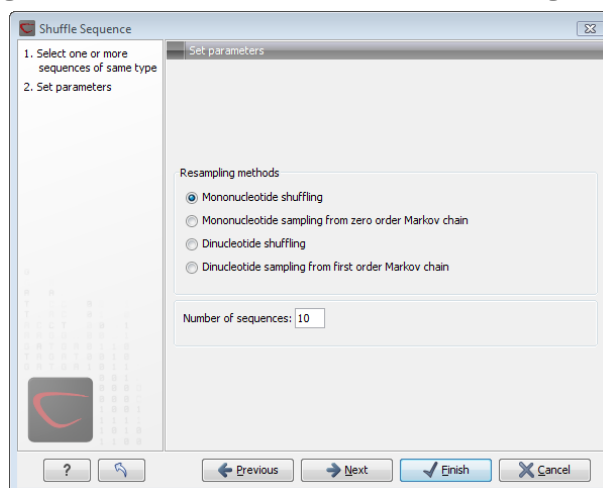 Shuffle Sequence
1. Select one or more
sequences of same type
2. Set parameters
Set parameters
Resampling methods
Mononucleotide shuffling
Mononucleotide sampling from zero order Markov chain
Dinucleotide shuffling
Dinucleotide sampling from first order Markov chain
Number of sequences: 10
?
Previous
Next
Finish
Cancel